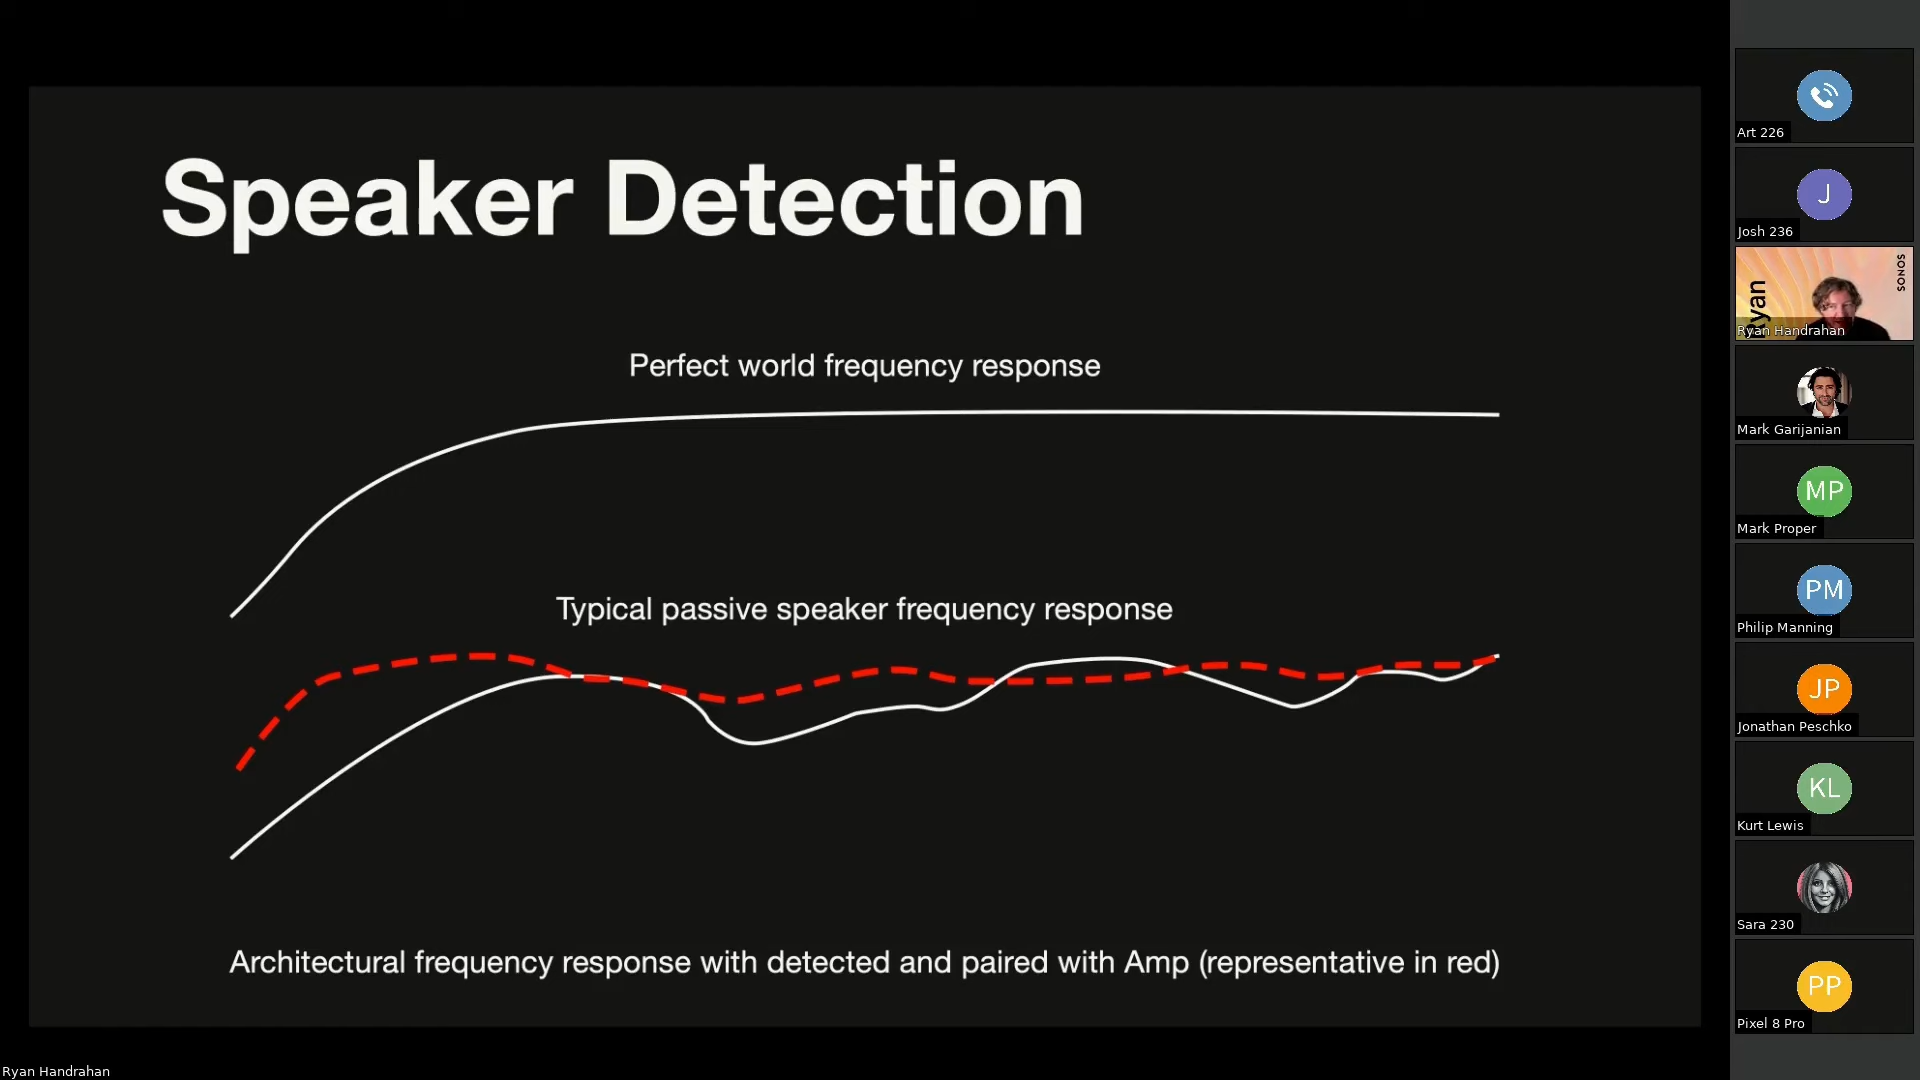 Speaker Detection
Perfect world frequency response
Typical passive speaker frequency response
Architectural frequency response with detected and paired with Amp (representative in red)
Art 226
J
Josh 236
SONOS
Ryan
Ryan Handrahan
Mark Garijanian
MP
Mark Proper
PM
Philip Manning
JP
Jonathan Peschko
KL
Kurt Lewis
Sara 230
PP
Pixel 8 Pro
Ryan Handrahan